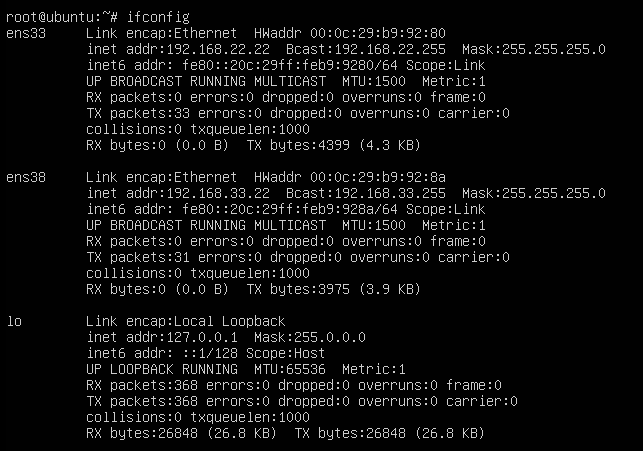 root@ubuntu:~# ifconfig
ens33     Link encap:Ethernet  HWaddr 00:0c:29:b9:92:80
          inet addr:192.168.22.22  Bcast:192.168.22.255  Mask:255.255.255.0
          inet6 addr: fe80::20c:29ff:feb9:9280/64 Scope:Link
          UP BROADCAST RUNNING MULTICAST  MTU:1500  Metric:1
          RX packets:0 errors:0 dropped:0 overruns:0 frame:0
          TX packets:33 errors:0 dropped:0 overruns:0 carrier:0
          collisions:0 txqueuelen:1000
          RX bytes:0 (0.0 B)  TX bytes:4399 (4.3 KB)

ens38     Link encap:Ethernet  HWaddr 00:0c:29:b9:92:8a
          inet addr:192.168.33.22  Bcast:192.168.33.255  Mask:255.255.255.0
          inet6 addr: fe80::20c:29ff:feb9:928a/64 Scope:Link
          UP BROADCAST RUNNING MULTICAST  MTU:1500  Metric:1
          RX packets:0 errors:0 dropped:0 overruns:0 frame:0
          TX packets:31 errors:0 dropped:0 overruns:0 carrier:0
          collisions:0 txqueuelen:1000
          RX bytes:0 (0.0 B)  TX bytes:3975 (3.9 KB)

lo        Link encap:Local Loopback
          inet addr:127.0.0.1  Mask:255.0.0.0
          inet6 addr: ::1/128 Scope:Host
          UP LOOPBACK RUNNING  MTU:65536  Metric:1
          RX packets:368 errors:0 dropped:0 overruns:0 frame:0
          TX packets:368 errors:0 dropped:0 overruns:0 carrier:0
          collisions:0 txqueuelen:1000
          RX bytes:26848 (26.8 KB)  TX bytes:26848 (26.8 KB)